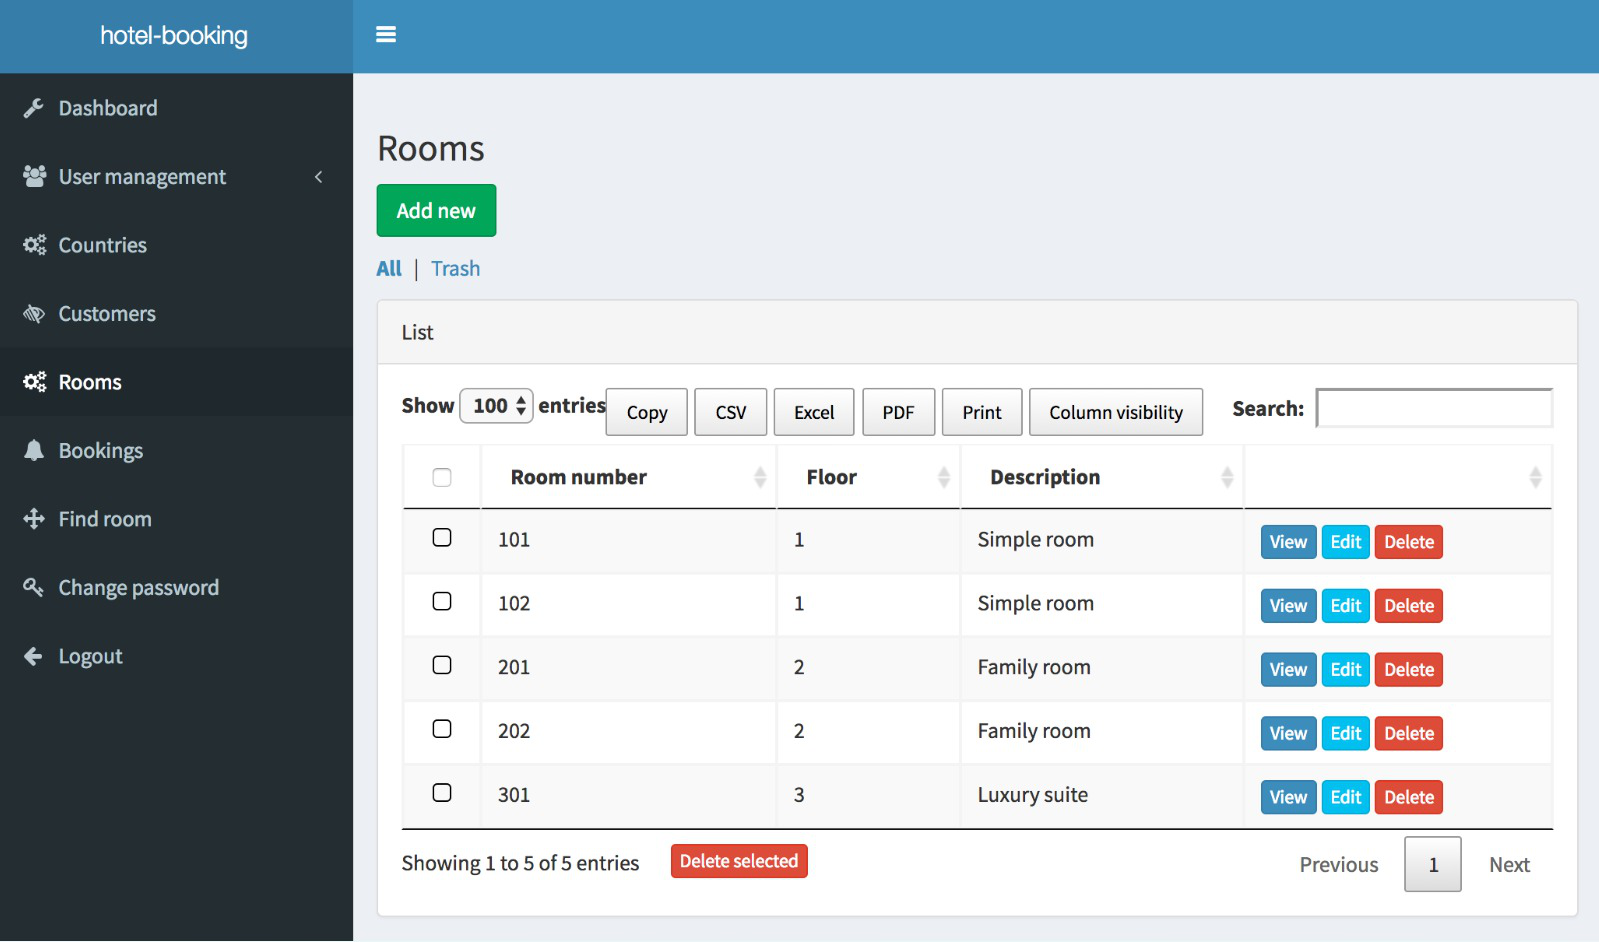 hotel-booking
Dashboard
User management
Countries
Customers
Rooms
Bookings
Find room
Change password
Logout
Rooms
Add new
All | Trash
List
Show 100 entries Copy CSV Excel PDF Print Column visibility Search:
Room number Floor Description
101 1 Simple room View Edit Delete
102 1 Simple room View Edit Delete
201 2 Family room View Edit Delete
202 2 Family room View Edit Delete
301 3 Luxury suite View Edit Delete
Showing 1 to 5 of 5 entries Delete selected Previous 1 Next